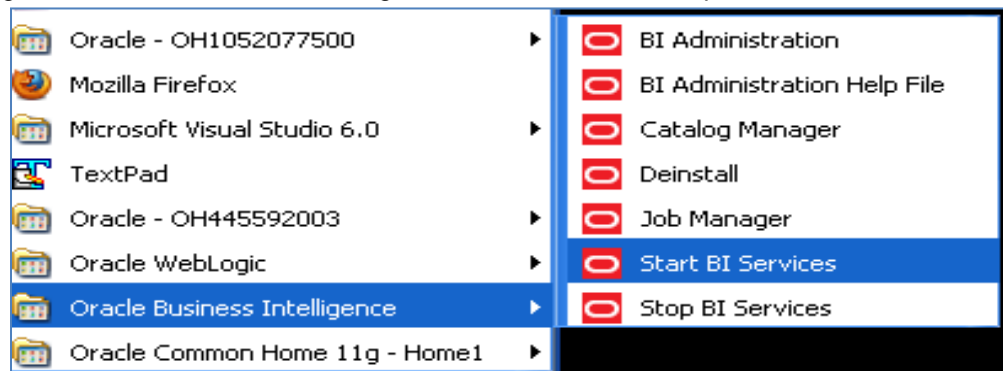 Oracle - OH1052077500
Mozilla Firefox
Microsoft Visual Studio 6.0
TextPad
Oracle - OH445592003
Oracle WebLogic
Oracle Business Intelligence
Oracle Common Home 11g - Home1
BI Administration
BI Administration Help File
Catalog Manager
Deinstall
Job Manager
Start BI Services
Stop BI Services